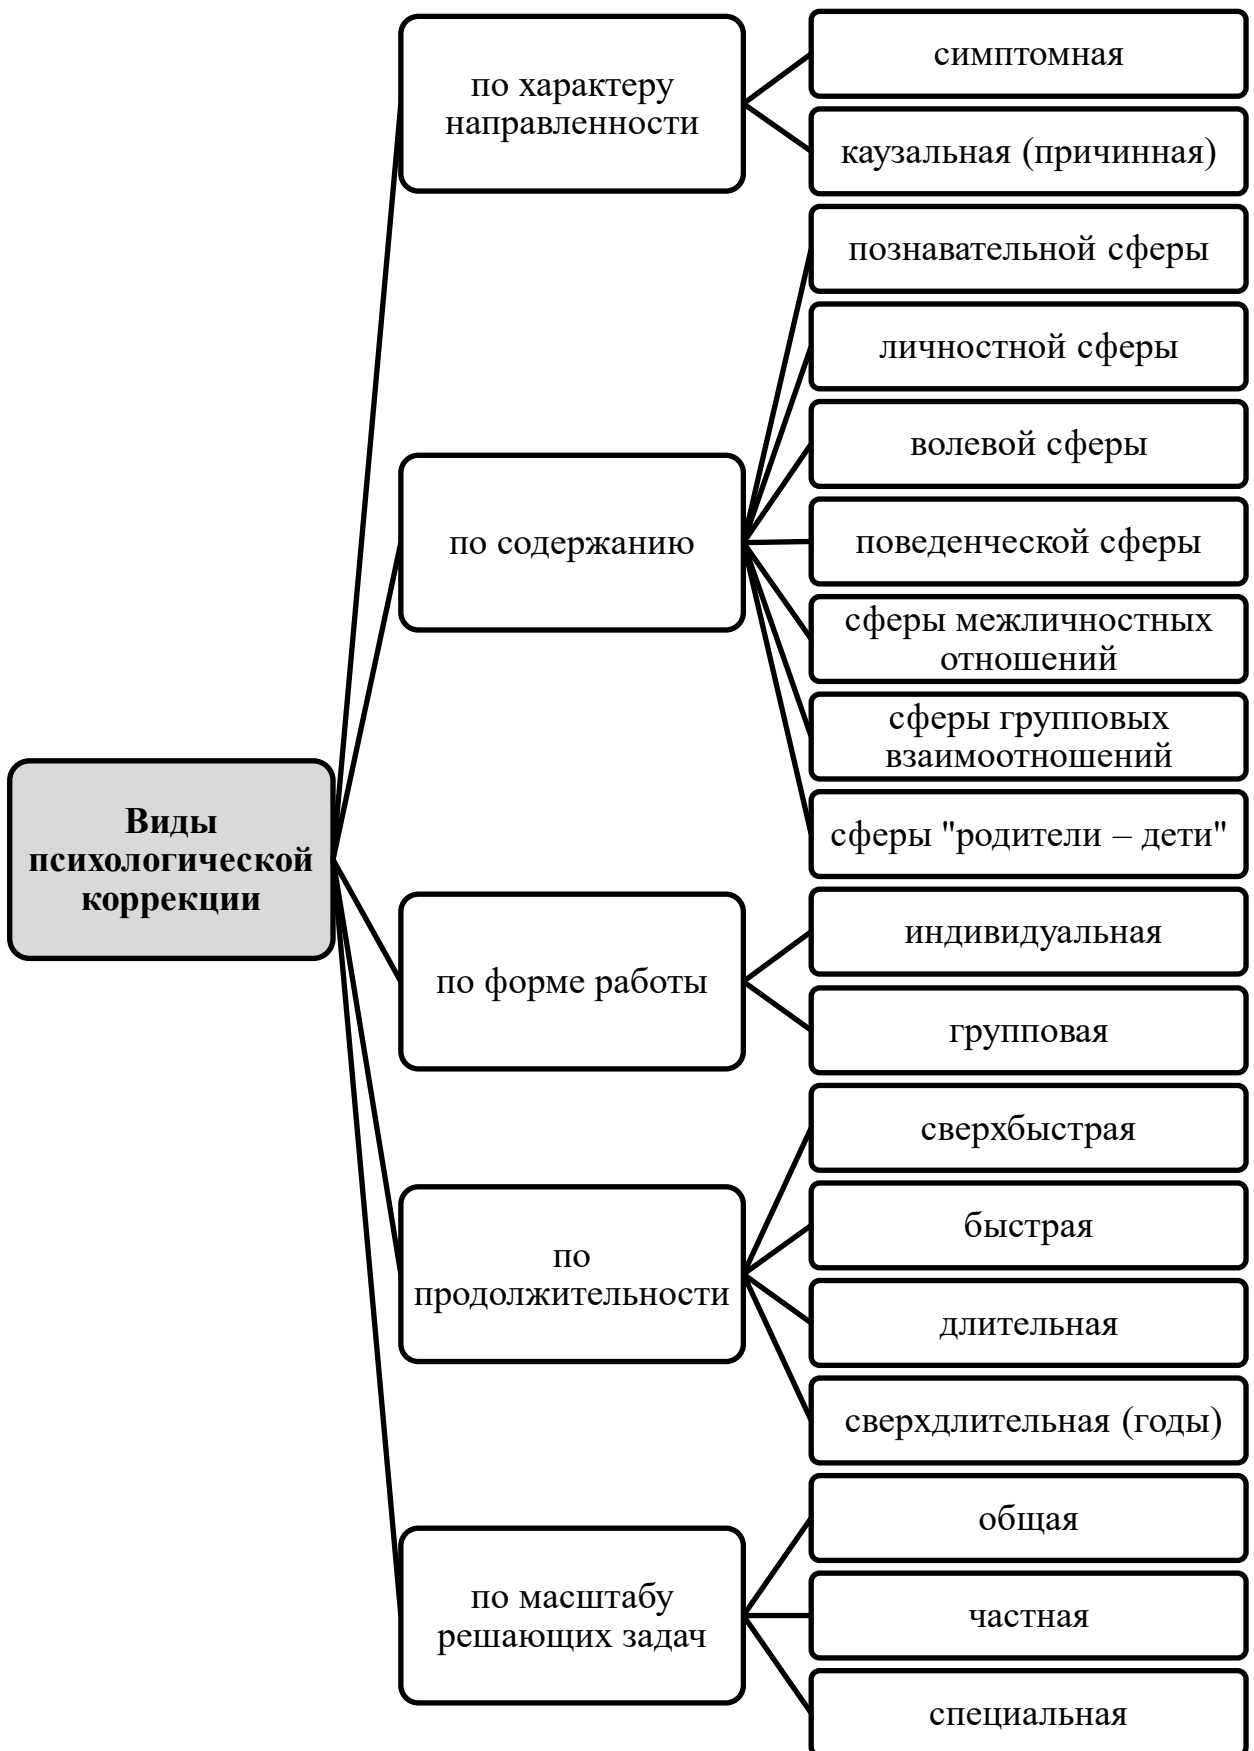 Виды
психологической
коррекции
по характеру
направленности
симптомная
каузальная (причинная)
по содержанию
познавательной сферы
личностной сферы
волевой сферы
поведенческой сферы
сферы межличностных
отношений
сферы групповых
взаимоотношений
сферы "родители – дети"
по форме работы
индивидуальная
групповая
по
продолжительности
сверхбыстрая
быстрая
длительная
сверхдлительная (годы)
по масштабу
решающих задач
общая
частная
специальная